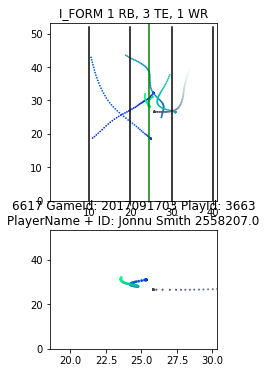 I_FORM 1 RB, 3 TE, 1 WR
50
40
30
20
10
0
10 20 30 40
6617 GameId: 2017091703 PlayId: 3663
PlayerName + ID: Jonnu Smith 2558207.0
40
20
0
20.0 22.5 25.0 27.5 30.0